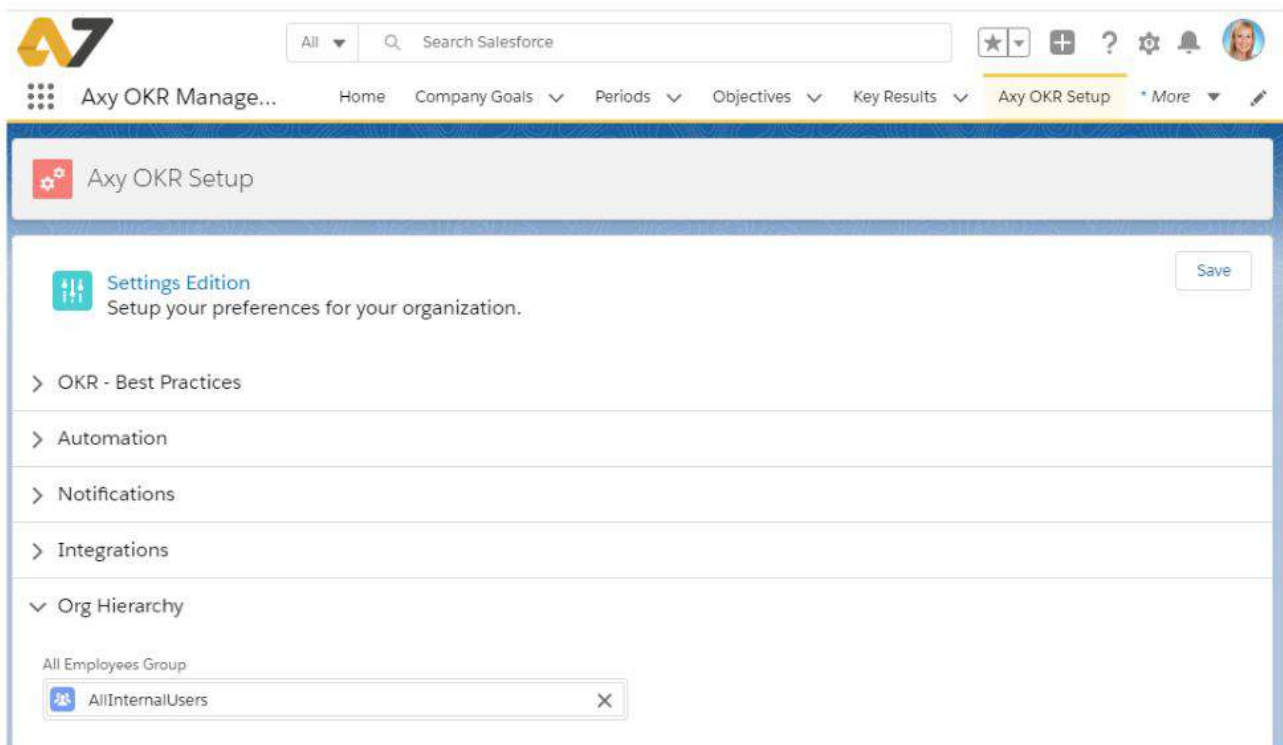 A7
All
Search Salesforce
Axy OKR Manage...
Home
Company Goals
Periods
Objectives
Key Results
Axy OKR Setup
* More
Axy OKR Setup
Settings Edition
Save
Setup your preferences for your organization.
OKR - Best Practices
Automation
Notifications
Integrations
Org Hierarchy
All Employees Group
AllInternalUsers